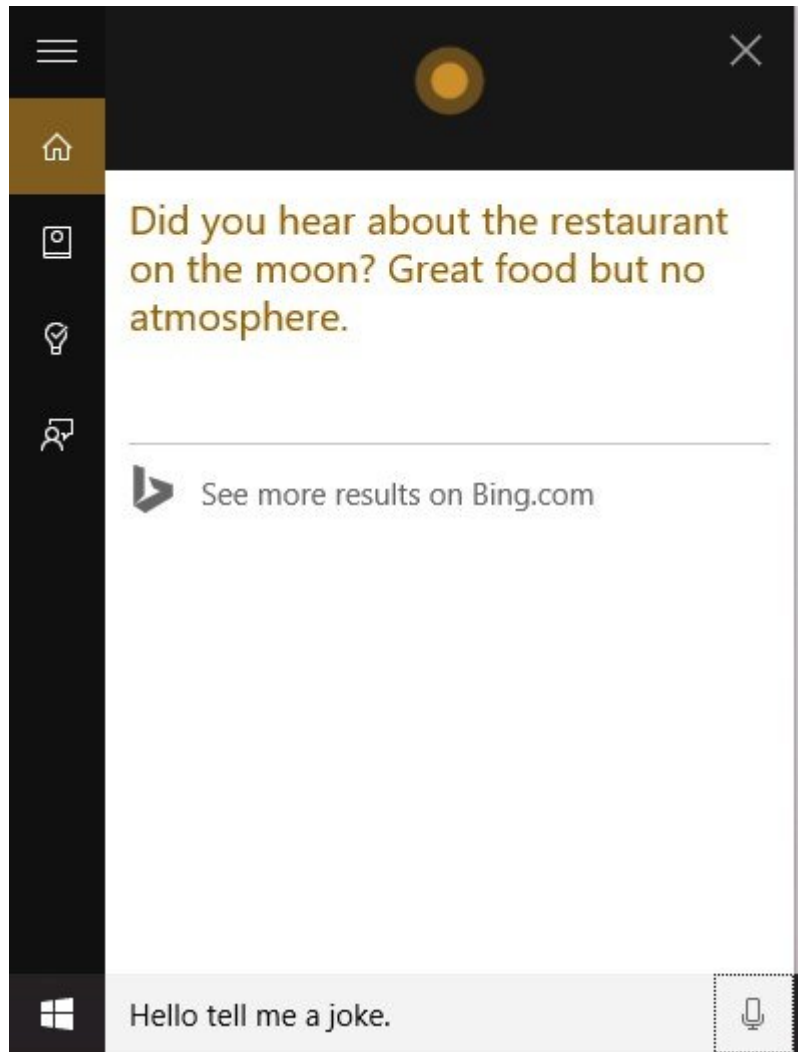 Did you hear about the restaurant
on the moon? Great food but no
atmosphere.
See more results on Bing.com
Hello tell me a joke.